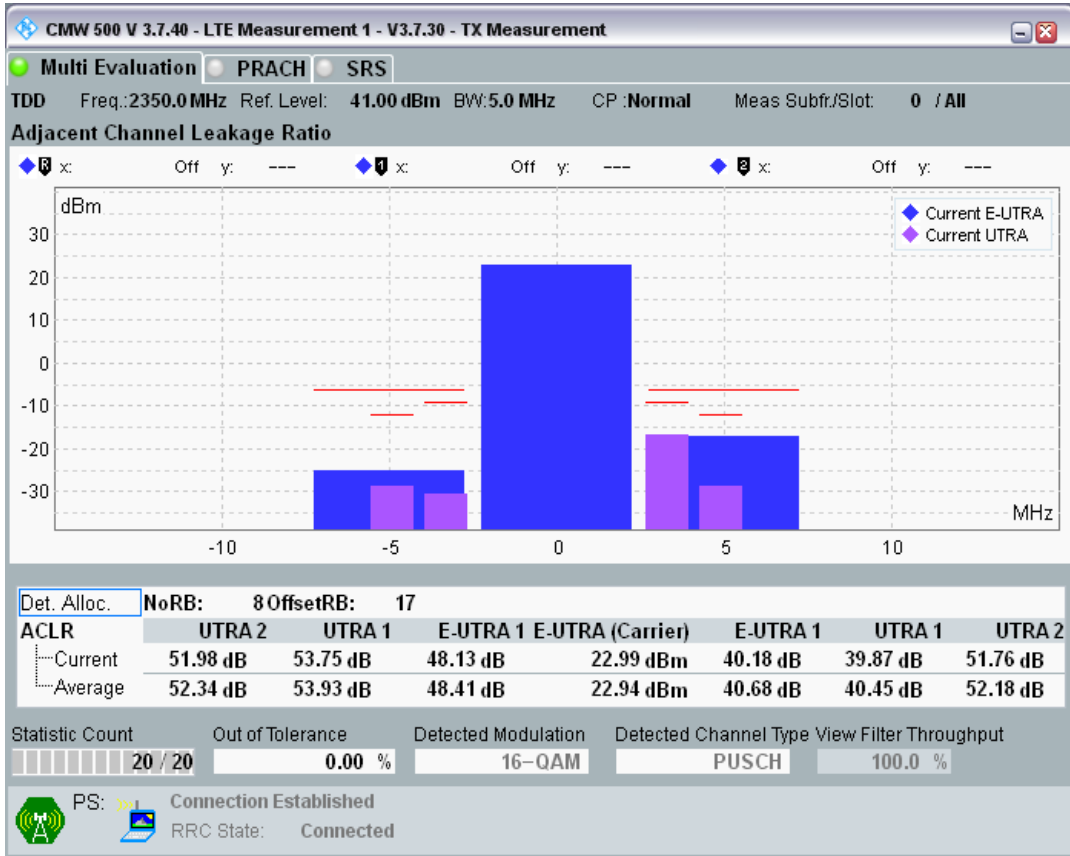 CMW 500 V 3.7.40 - LTE Measurement 1 - V3.7.30 - TX Measurement
Multi Evaluation PRACH SRS
TDD Freq.:2350.0 MHz Ref. Level: 41.00 dBm BW:5.0 MHz CP :Normal Meas Subfr./Slot: 0 / All
Adjacent Channel Leakage Ratio
R x: Off y: --- 1 x: Off y: --- 2 x: Off y: ---
dBm
Current E-UTRA
Current UTRA
30
20
10
0
-10
-20
-30
MHz
-10 -5 0 5 10
Det. Alloc. NoRB: 8 OffsetRB: 17
ACLR UTRA 2 UTRA 1 E-UTRA 1 E-UTRA (Carrier) E-UTRA 1 UTRA 1 UTRA 2
Current 51.98 dB 53.75 dB 48.13 dB 22.99 dBm 40.18 dB 39.87 dB 51.76 dB
Average 52.34 dB 53.93 dB 48.41 dB 22.94 dBm 40.68 dB 40.45 dB 52.18 dB
Statistic Count Out of Tolerance Detected Modulation Detected Channel Type View Filter Throughput
20 / 20 0.00 % 16-QAM PUSCH 100.0 %
PS: Connection Established
RRC State: Connected